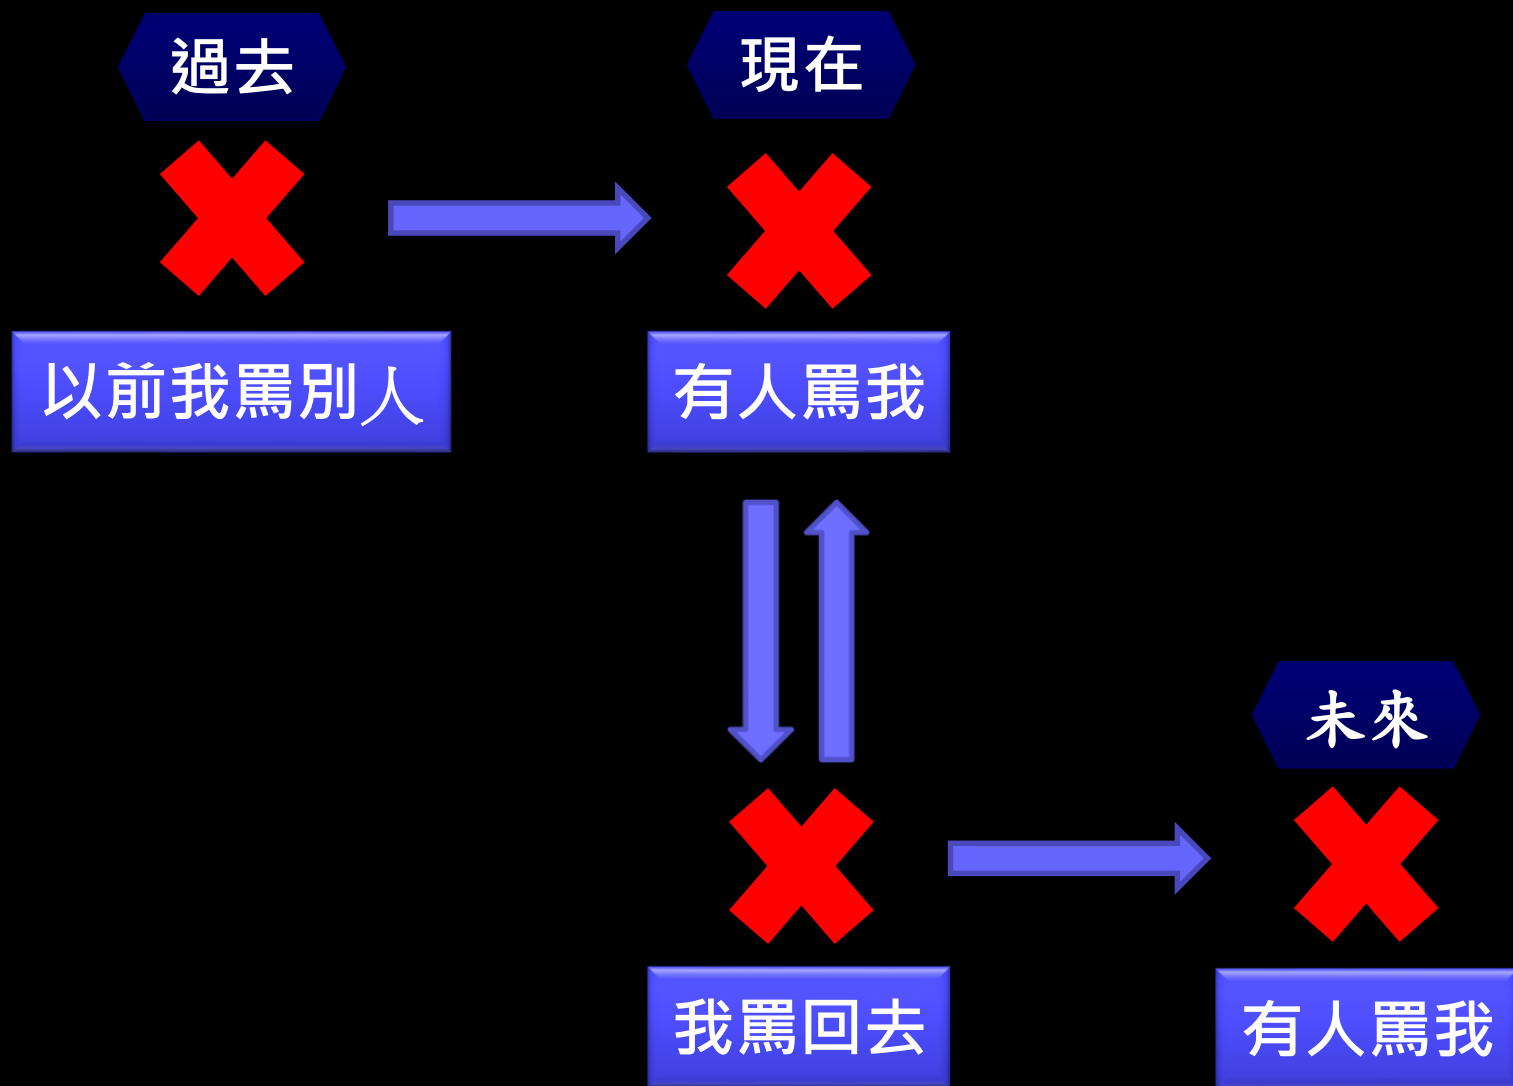 過去
現在
以前我罵別人
有人罵我
未來
我罵回去
有人罵我